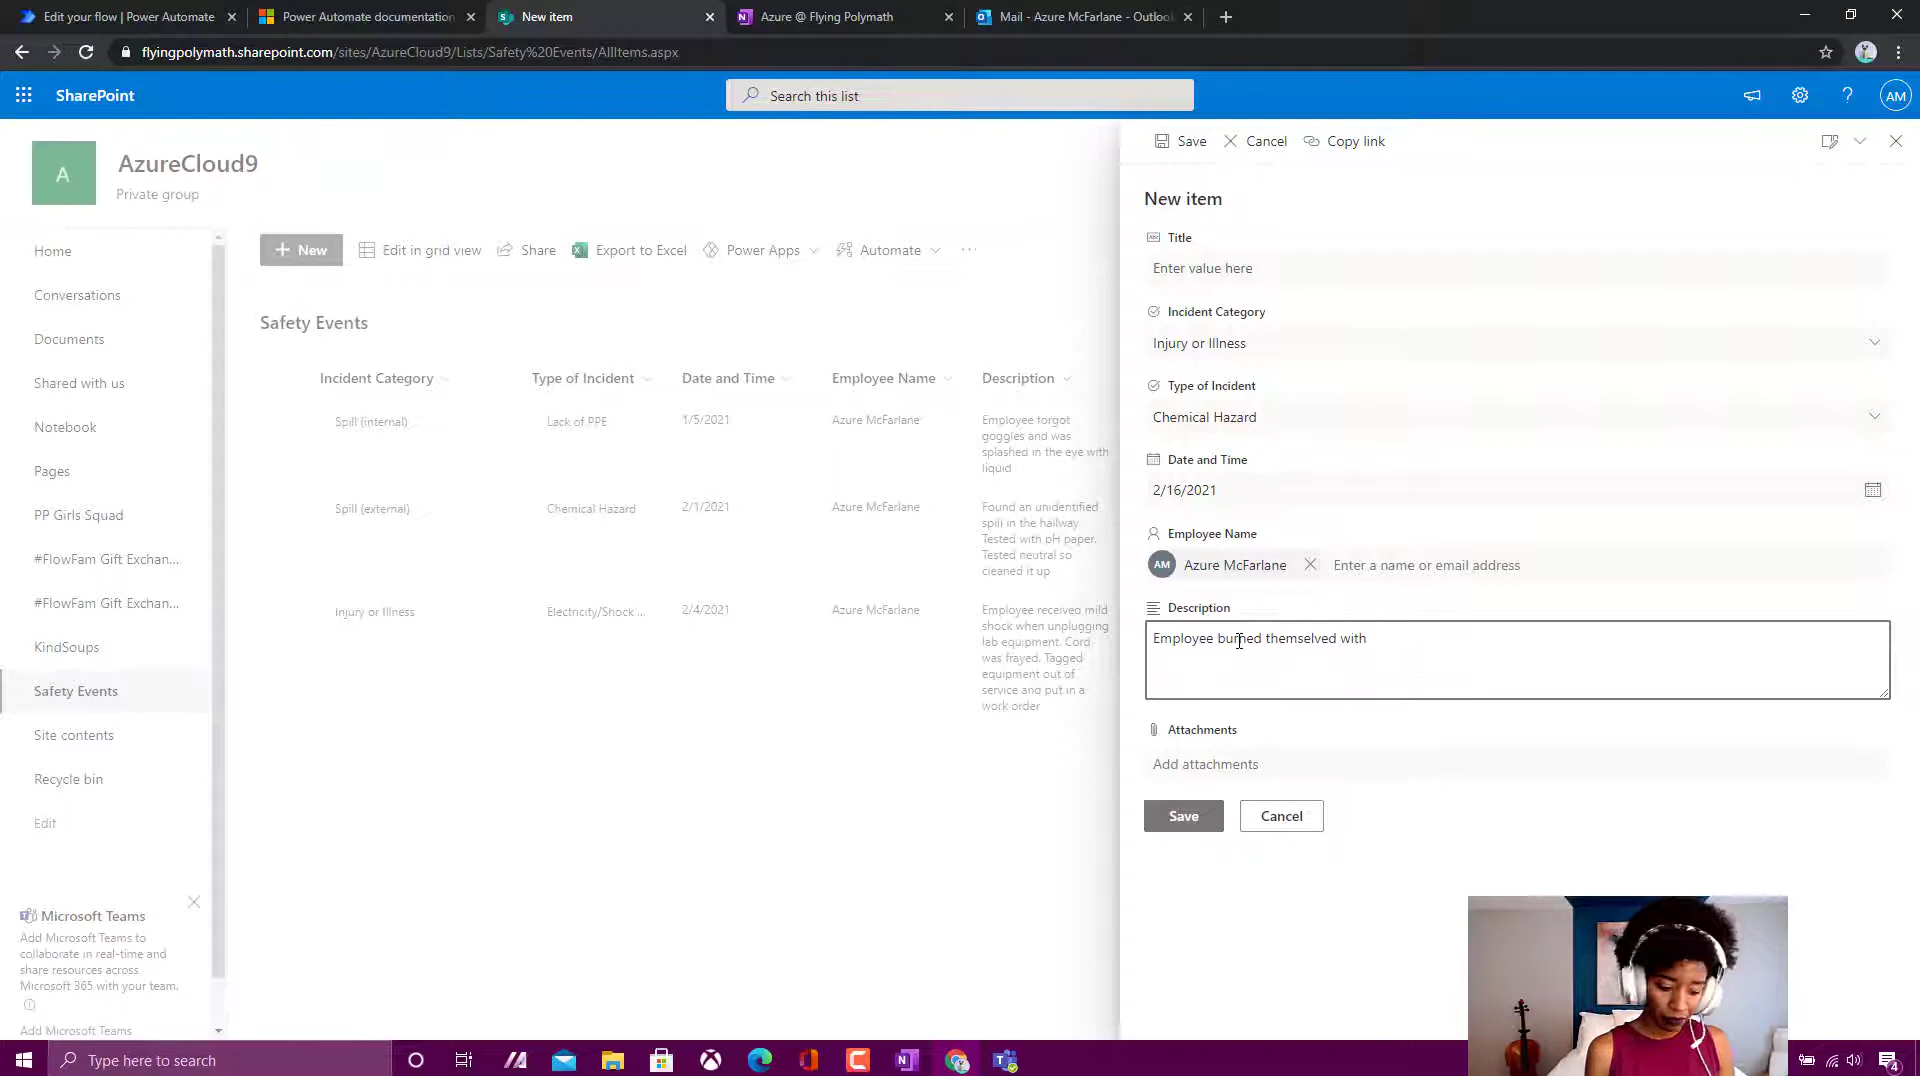 Edit your flow | Power Automate
Power Automate documentation
New item
Azure @ Flying Polymath
Mail - Azure McFarlane - Outlook
flyingpolymath.sharepoint.com/sites/AzureCloud9/Lists/Safety%20Events/AllItems.aspx
SharePoint
Search this list
AM
A
AzureCloud9
Private group
Home
Conversations
Documents
Shared with us
Notebook
Pages
PP Girls Squad
#FlowFam Gift Exchan...
#FlowFam Gift Exchan...
KindSoups
Safety Events
Site contents
Recycle bin
Edit
Microsoft Teams
Add Microsoft Teams to
collaborate in real-time and
share resources across
Microsoft 365 with your team.
Add Microsoft Teams
New
Edit in grid view
Share
Export to Excel
Power Apps
Automate
Safety Events
Incident Category
Type of Incident
Date and Time
Employee Name
Description
Spill (internal)
Lack of PPE
1/5/2021
Azure McFarlane
Employee forgot
goggles and was
splashed in the eye with
liquid
Spill (external)
Chemical Hazard
2/1/2021
Azure McFarlane
Found an unidentified
spill in the hallway
Tested with pH paper.
Tested neutral so
cleaned it up
Injury or Illness
Electricity/Shock ...
2/4/2021
Azure McFarlane
Employee received mild
shock when unplugging
lab equipment. Cord
was frayed. Tagged
equipment out of
service and put in a
work order
Save
Cancel
Copy link
New item
Title
Enter value here
Incident Category
Injury or Illness
Type of Incident
Chemical Hazard
Date and Time
2/16/2021
Employee Name
AM
Azure McFarlane
Enter a name or email address
Description
Employee burned themselved with
Attachments
Add attachments
Save
Cancel
Type here to search
4